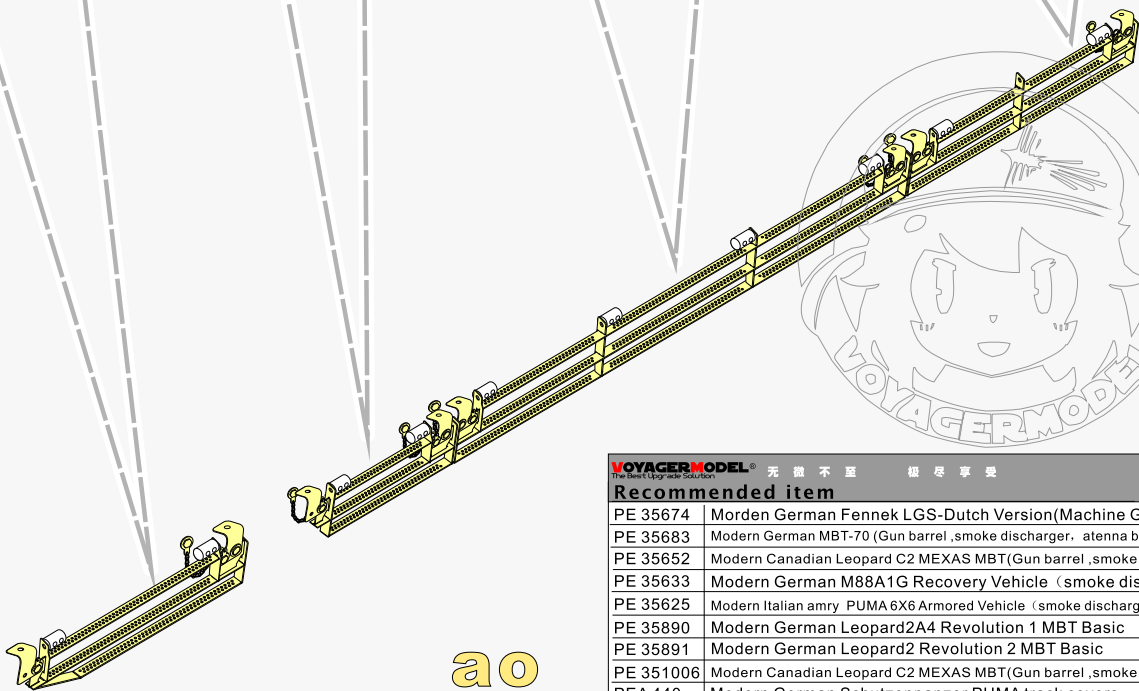 VOYAGERMODEL
VOYAGERMODEL® 无微不至 极尽享受
The Best Upgrade Solution
Recommended item
PE 35674 Morden German Fennek LGS-Dutch Version(Machine G
PE 35683 Modern German MBT-70 (Gun barrel ,smoke discharger, atenna b
PE 35652 Modern Canadian Leopard C2 MEXAS MBT(Gun barrel ,smoke
PE 35633 Modern German M88A1G Recovery Vehicle（smoke dis
PE 35625 Modern Italian amry PUMA 6X6 Armored Vehicle（smoke discharg
PE 35890 Modern German Leopard2A4 Revolution 1 MBT Basic
PE 35891 Modern German Leopard2 Revolution 2 MBT Basic
PE 351006 Modern Canadian Leopard C2 MEXAS MBT(Gun barrel ,smoke
ao